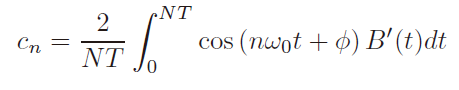 c_n = \frac{2}{NT} \int_0^{NT} \cos(n\omega_0 t + \phi) B'(t)dt